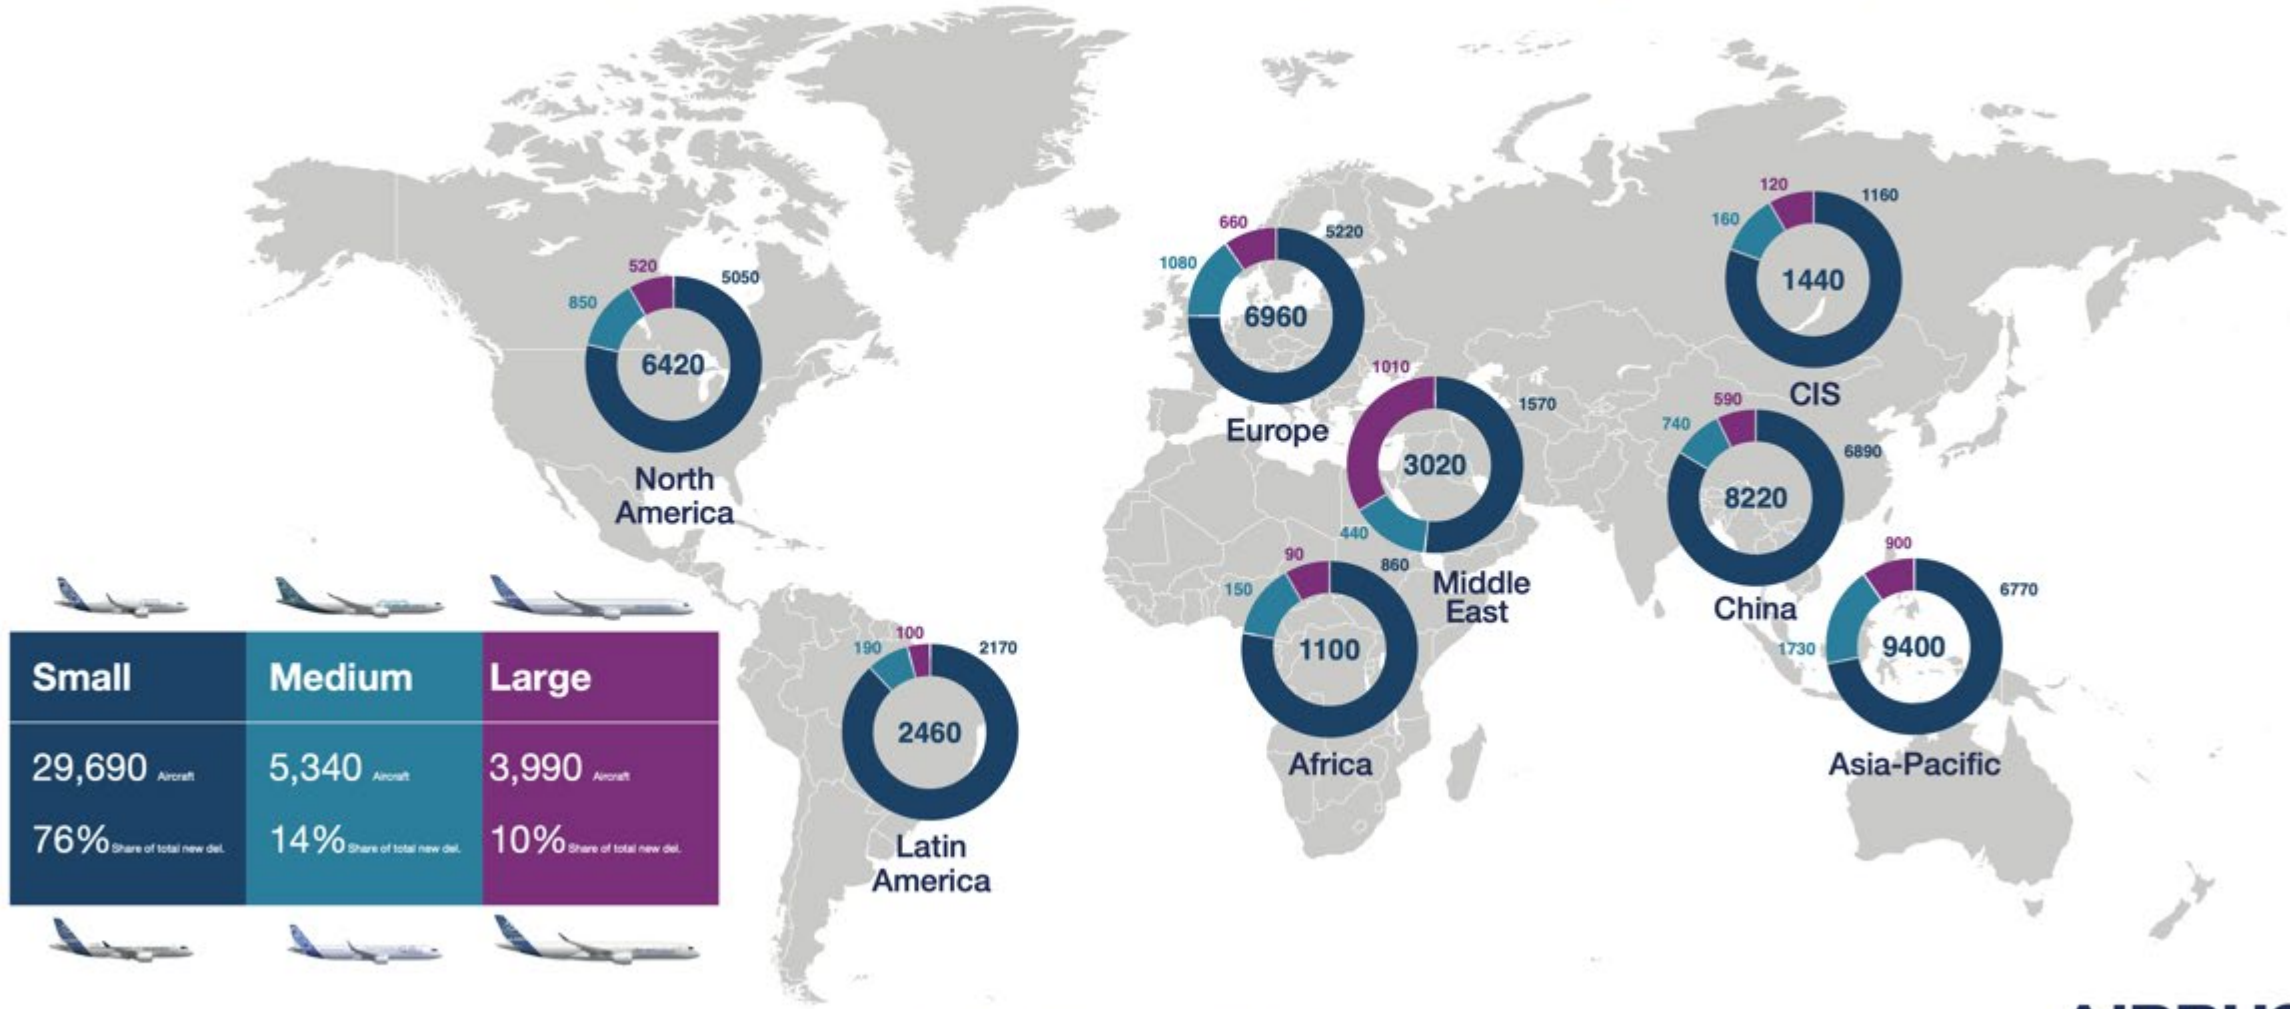 120
1160
160
1440
CIS
660
5220
1080
6960
Europe
520
5050
850
6420
North
America
1010
1570
3020
440
Middle
East
590
740
6890
8220
China
90
860
150
1100
Africa
900
6770
1730
9400
Asia-Pacific
100
190
2170
2460
Latin
America
Small Medium Large
29,690 Aircraft 5,340 Aircraft 3,990 Aircraft
76% Share of total new del. 14% Share of total new del. 10% Share of total new del.